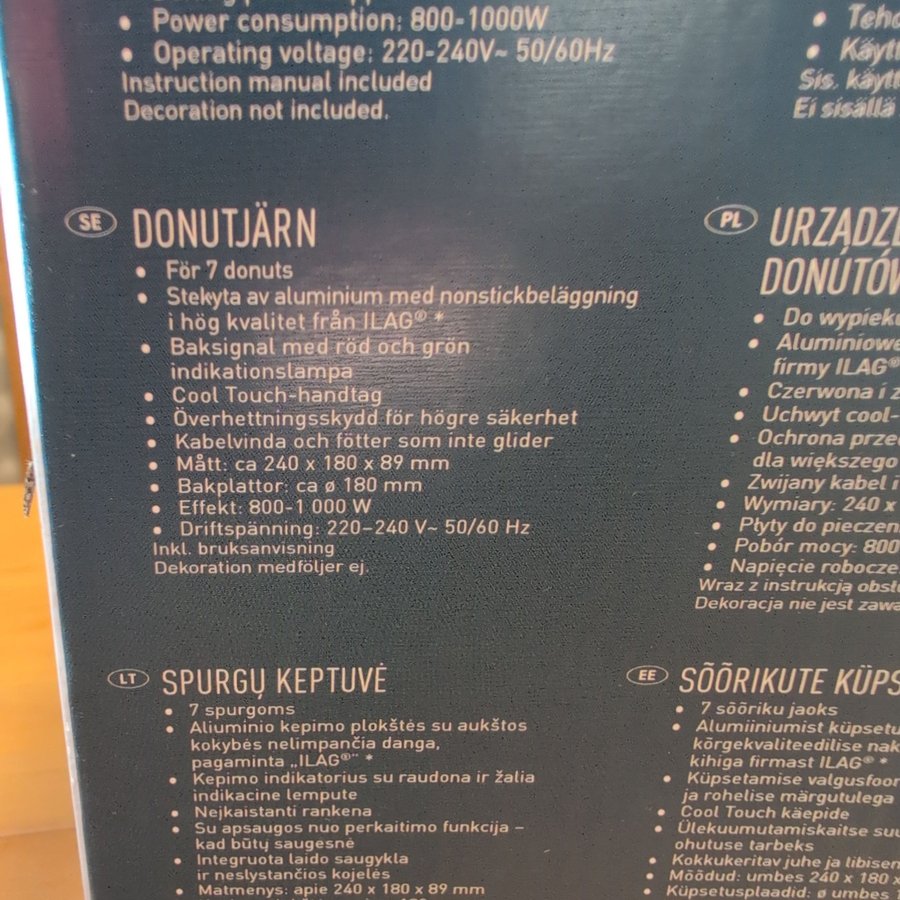 • Power consumption: 800-1000W
• Operating voltage: 220-240V~ 50/60Hz
Instruction manual included
Decoration not included.
•
• Käytt
Sis. käytt
Ei sisällä
SE DONUTJÄRN
• För 7 donuts
• Stekyta av aluminium med nonstickbeläggning
i hög kvalitet från ILAG® *
• Baksignal med röd och grön
indikationslampa
• Cool Touch-handtag
• Överhettningsskydd för högre säkerhet
• Kabelvinda och fötter som inte glider
• Mått: ca 240 x 180 x 89 mm
• Bakplattor: ca ø 180 mm
• Effekt: 800-1 000 W
• Driftspänning: 220–240 V~ 50/60 Hz
Inkl. bruksanvisning
Dekoration medföljer ej.
PL URZĄDZE
DONUTÓW
• Do wypieku
• Aluminiowe
firmy ILAG®
• Czerwona i z
• Uchwyt cool-
• Ochrona prze
dla większego
• Zwijany kabel i
• Wymiary: 240 x
• Płyty do pieczen
• Pobór mocy: 800
• Napięcie robocze
Wraz z instrukcją obsłu
Dekoracja nie jest zawa
LT SPURGŲ KEPTUVĖ
• 7 spurgoms
• Aliuminio kepimo plokštės su aukštos
kokybės nelimpančia danga,
pagaminta „ILAG®“ *
• Kepimo indikatorius su raudona ir žalia
indikacine lempute
• Neįkaistanti rankena
• Su apsaugos nuo perkaitimo funkcija –
kad būtų saugesnė
• Integruota laido saugykla
ir neslystančios kojelės
• Matmenys: apie 240 x 180 x 89 mm
EE SÕÕRIKUTE KÜPS
• 7 sõõriku jaoks
• Alumiiniumist küpsetu
kõrgekvaliteedilise nak
kihiga firmast ILAG® *
• Küpsetamise valgusfoor
ja rohelise märgutulega
• Cool Touch käepide
• Ülekuumutamiskaitse suu
ohutuse tarbeks
• Kokkukeritav juhe ja libisen
• Mõõdud: umbes 240 x 180 x
• Küpsetusplaadid: ø umbes 1